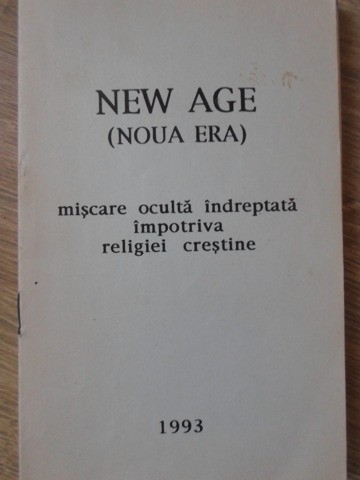 NEW AGE
(NOUA ERA)
mişcare ocultă îndreptată
împotriva
religiei creştine
1993